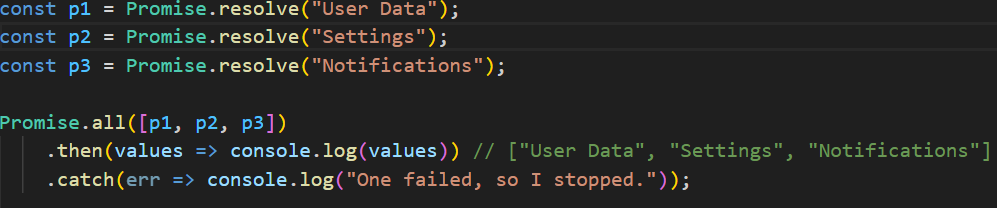 const p1 = Promise.resolve("User Data");
const p2 = Promise.resolve("Settings");
const p3 = Promise.resolve("Notifications");
Promise.all([p1, p2, p3])
    .then(values => console.log(values)) // ["User Data", "Settings", "Notifications"]
    .catch(err => console.log("One failed, so I stopped."));